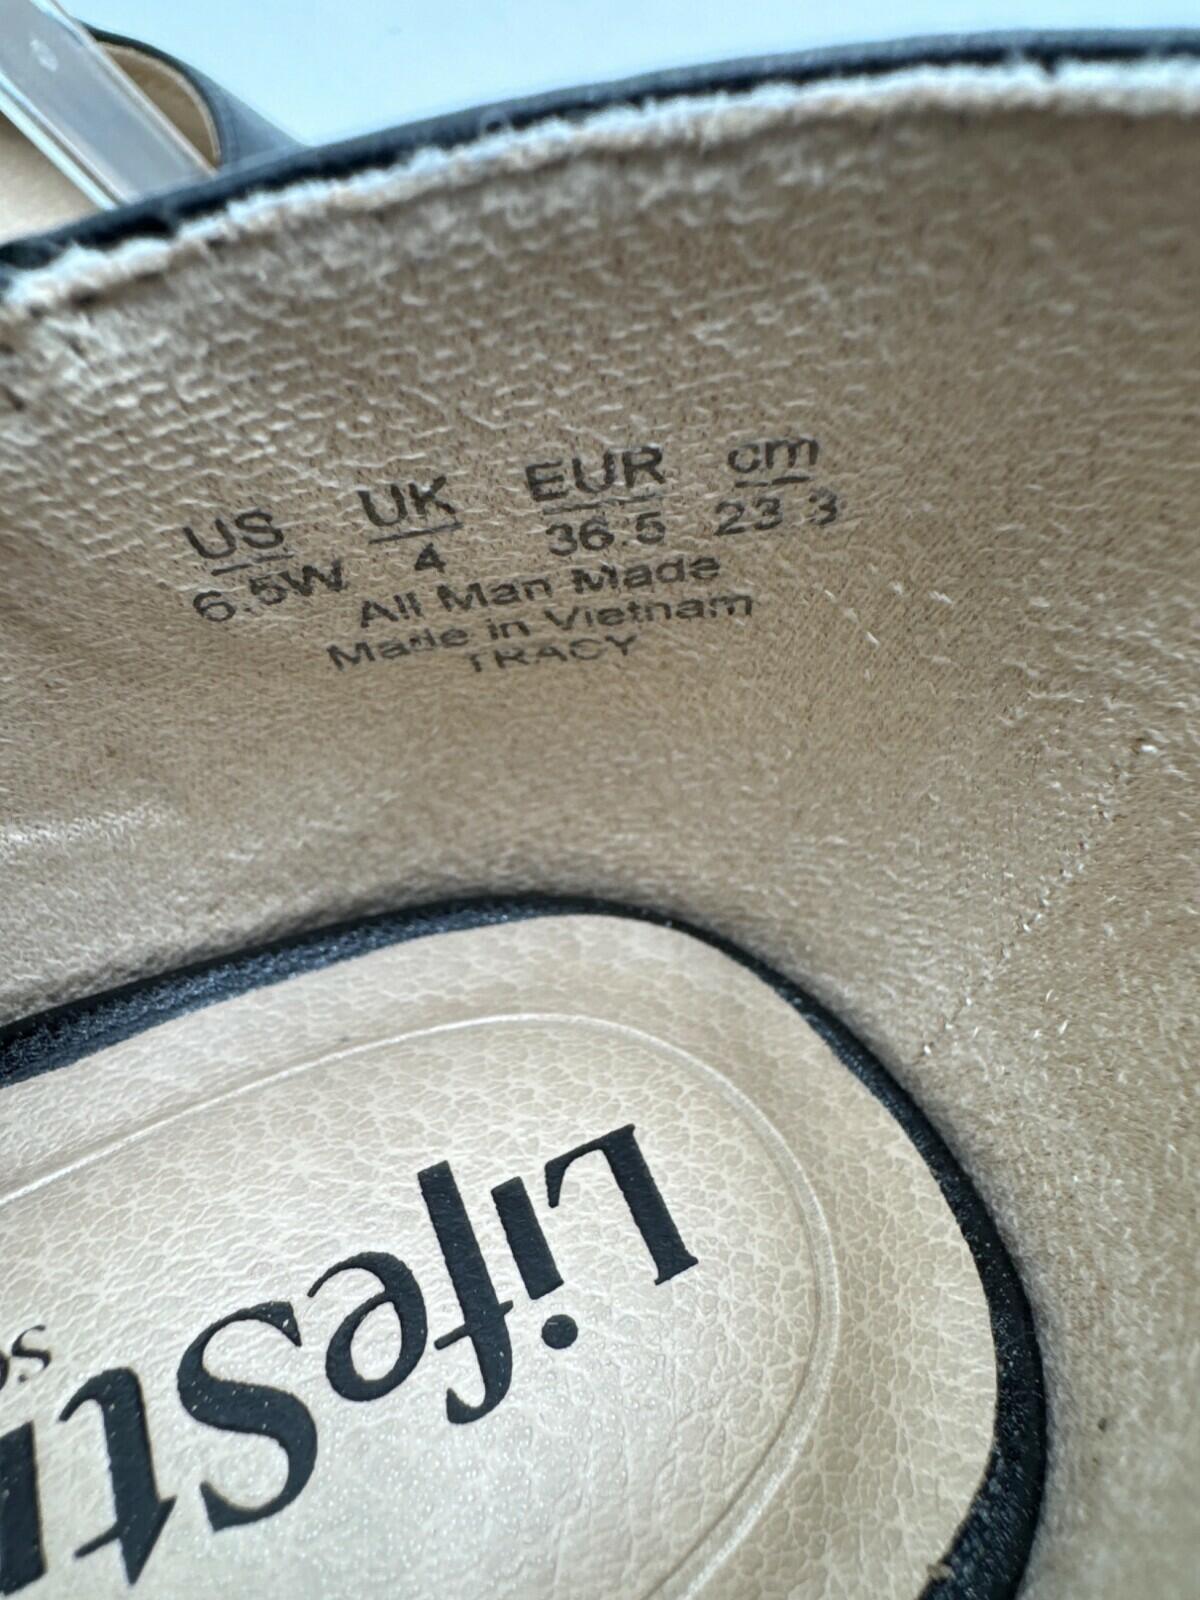 US UK EUR cm
6.5W 4 36.5 23.3
All Man Made
Made in Vietnam
TRACY
LifeSt
so